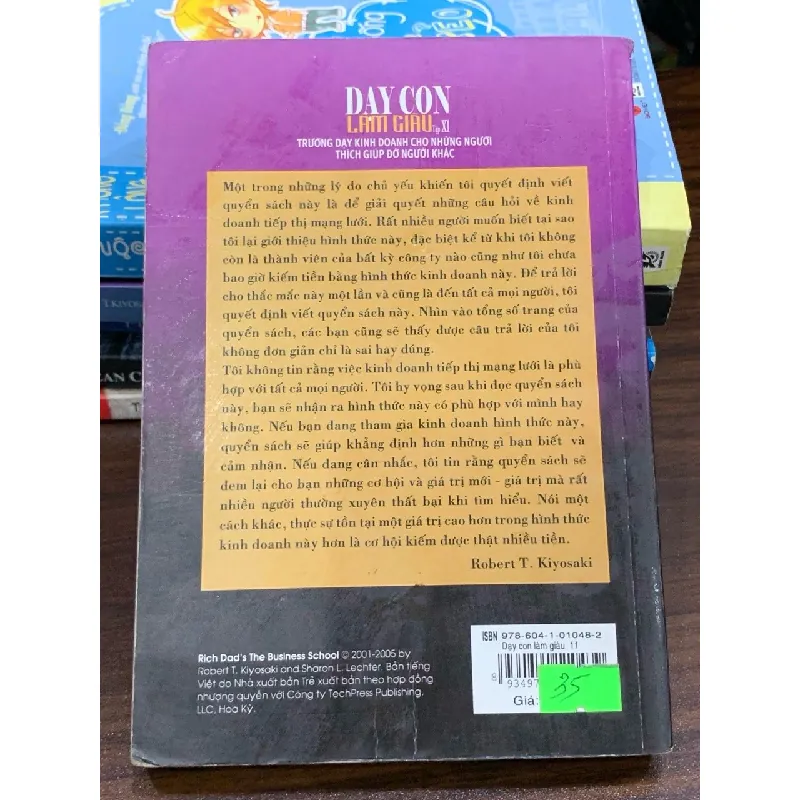 DẠY CON
LÀM GIÀU Tập XI
TRƯỜNG DẠY KINH DOANH CHO NHỮNG NGƯỜI
THÍCH GIÚP ĐỠ NGƯỜI KHÁC
Một trong những lý do chủ yếu khiến tôi quyết định viết
quyển sách này là để giải quyết những câu hỏi về kinh
doanh tiếp thị mạng lưới. Rất nhiều người muốn biết tại sao
tôi lại giới thiệu hình thức này, đặc biệt kể từ khi tôi không
còn là thành viên của bất kỳ công ty nào cũng như tôi chưa
bao giờ kiếm tiền bằng hình thức kinh doanh này. Để trả lời
cho thắc mắc này một lần và cũng là đến tất cả mọi người, tôi
quyết định viết quyển sách này. Nhìn vào tổng số trang của
quyển sách, các bạn cũng sẽ thấy được câu trả lời của tôi
không đơn giản chỉ là sai hay đúng.
Tôi không tin rằng việc kinh doanh tiếp thị mạng lưới là phù
hợp với tất cả mọi người. Tôi hy vọng sau khi đọc quyển sách
này, bạn sẽ nhận ra hình thức này có phù hợp với mình hay
không. Nếu bạn đang tham gia kinh doanh hình thức này,
quyển sách sẽ giúp khẳng định hơn những gì bạn biết và
cảm nhận. Nếu đang cân nhắc, tôi tin rằng quyển sách sẽ
đem lại cho bạn những cơ hội và giá trị mới - giá trị mà rất
nhiều người thường xuyên thất bại khi tìm hiểu. Nói một
cách khác, thực sự tồn tại một giá trị cao hơn trong hình thức
kinh doanh này hơn là cơ hội kiếm được thật nhiều tiền.
Robert T. Kiyosaki
Rich Dad's The Business School © 2001-2005 by
Robert T. Kiyosaki and Sharon L. Lechter. Bản tiếng
Việt do Nhà xuất bản Trẻ xuất bản theo hợp đồng
nhượng quyền với Công ty TechPress Publishing,
LLC, Hoa Kỳ.
ISBN 978-604-1-01048-2
Dạy con làm giàu 11
8 93497
Giá:
35